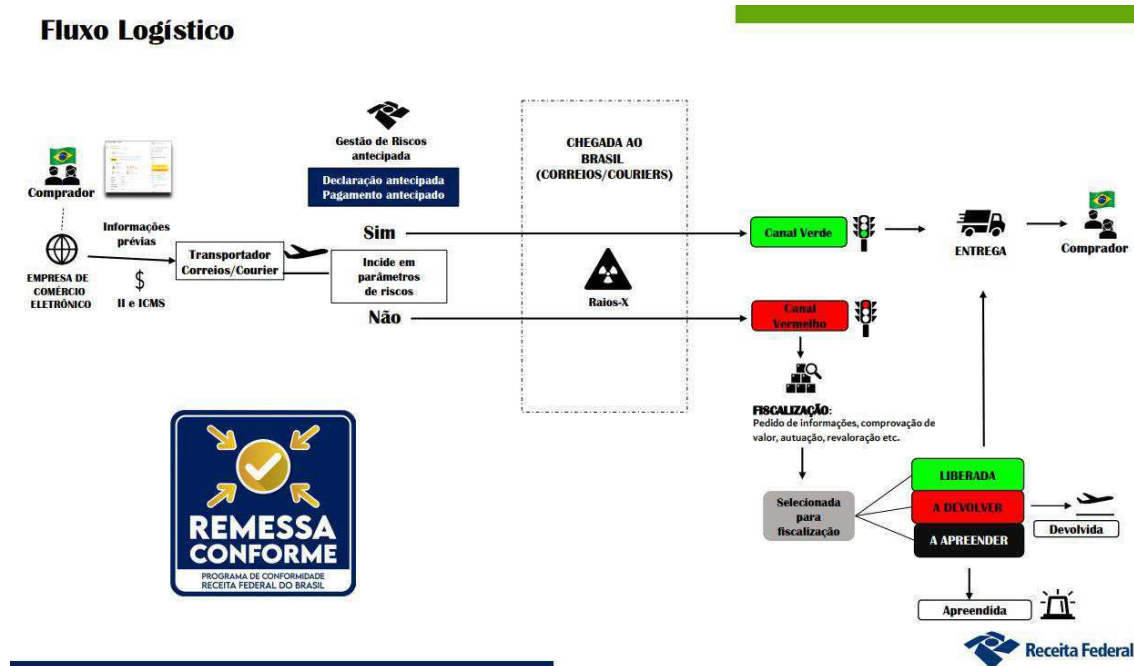 Fluxo Logístico
Gestão de Riscos
antecipada
Declaração antecipada
Pagamento antecipado
CHEGADA AO
BRASIL
(CORREIOS/COURIERS)
Comprador
Informações
prévias
EMPRESA DE
COMÉRCIO
ELETRÔNICO
$
II e ICMS
Transportador
Correios/Courier
Sim
Incide em
parâmetros
de riscos
Não
Raios-X
Canal Verde
ENTREGA
Comprador
Canal
Vermelho
FISCALIZAÇÃO:
Pedido de informações, comprovação de
valor, autuação, revaloração etc.
Selecionada
para
fiscalização
LIBERADA
A DEVOLVER
A APREENDER
Devolvida
Apreendida
REMESSA
CONFORME
PROGRAMA DE CONFORMIDADE
RECEITA FEDERAL DO BRASIL
Receita Federal